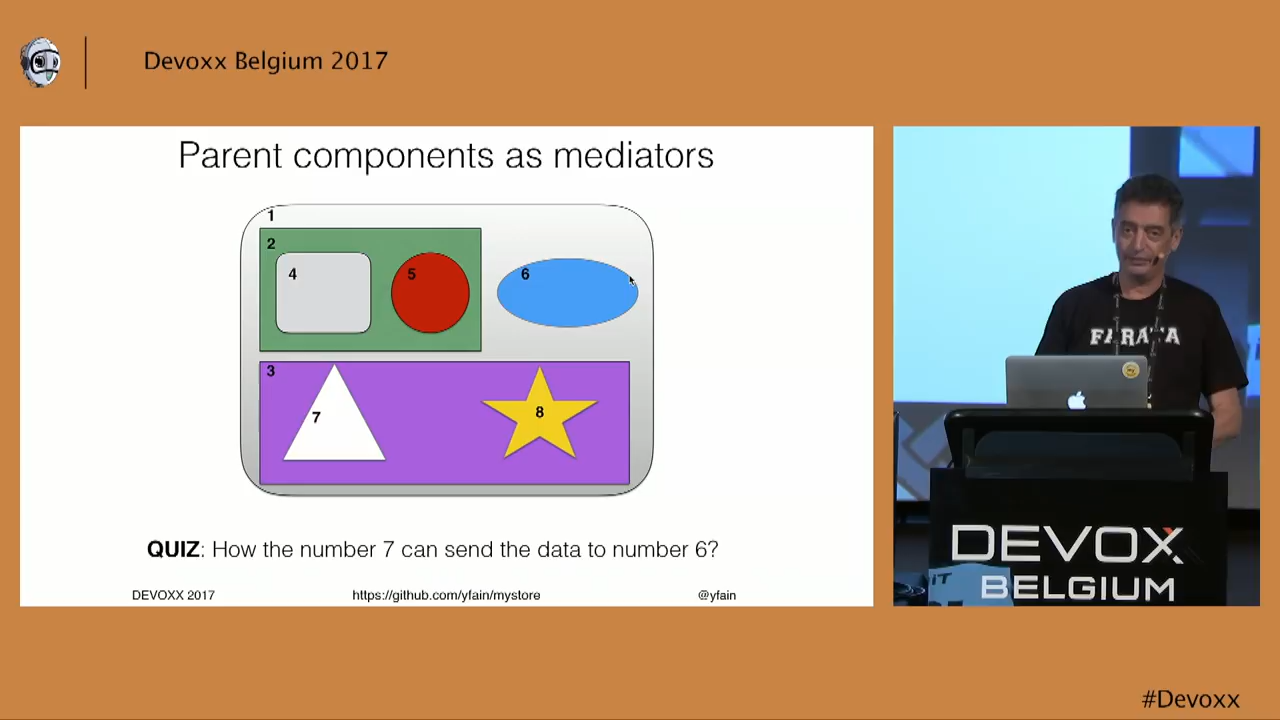 Devoxx Belgium 2017
Parent components as mediators
1
2
4
5
6
3
7
8
QUIZ: How the number 7 can send the data to number 6?
DEVOXX 2017
https://github.com/yfain/mystore
@yfain
FARATA
DEVOXX
BELGIUM
#Devoxx